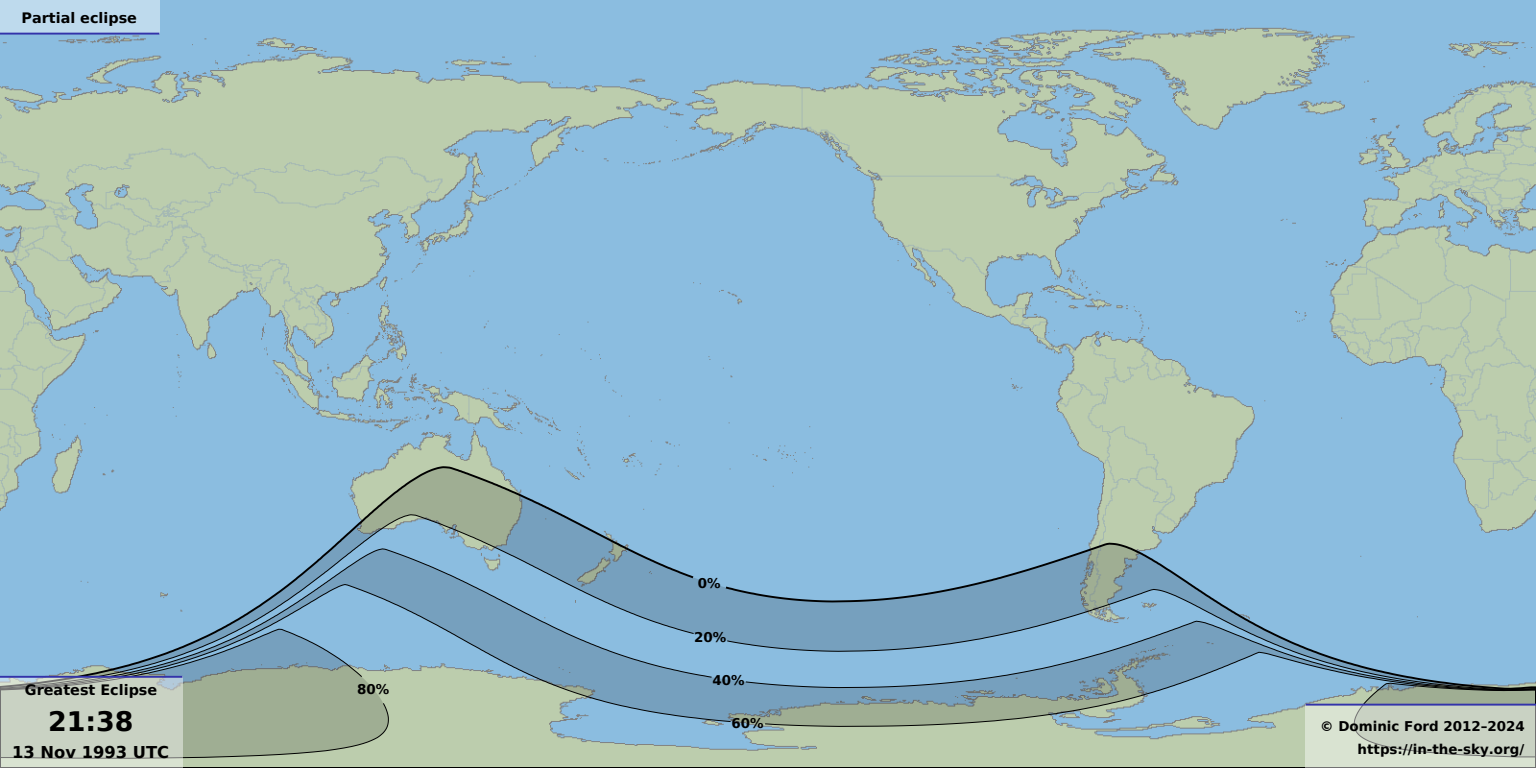 Partial eclipse
0%
20%
40%
80%
60%
Greatest Eclipse
21:38
13 Nov 1993 UTC
© Dominic Ford 2012–2024
https://in-the-sky.org/